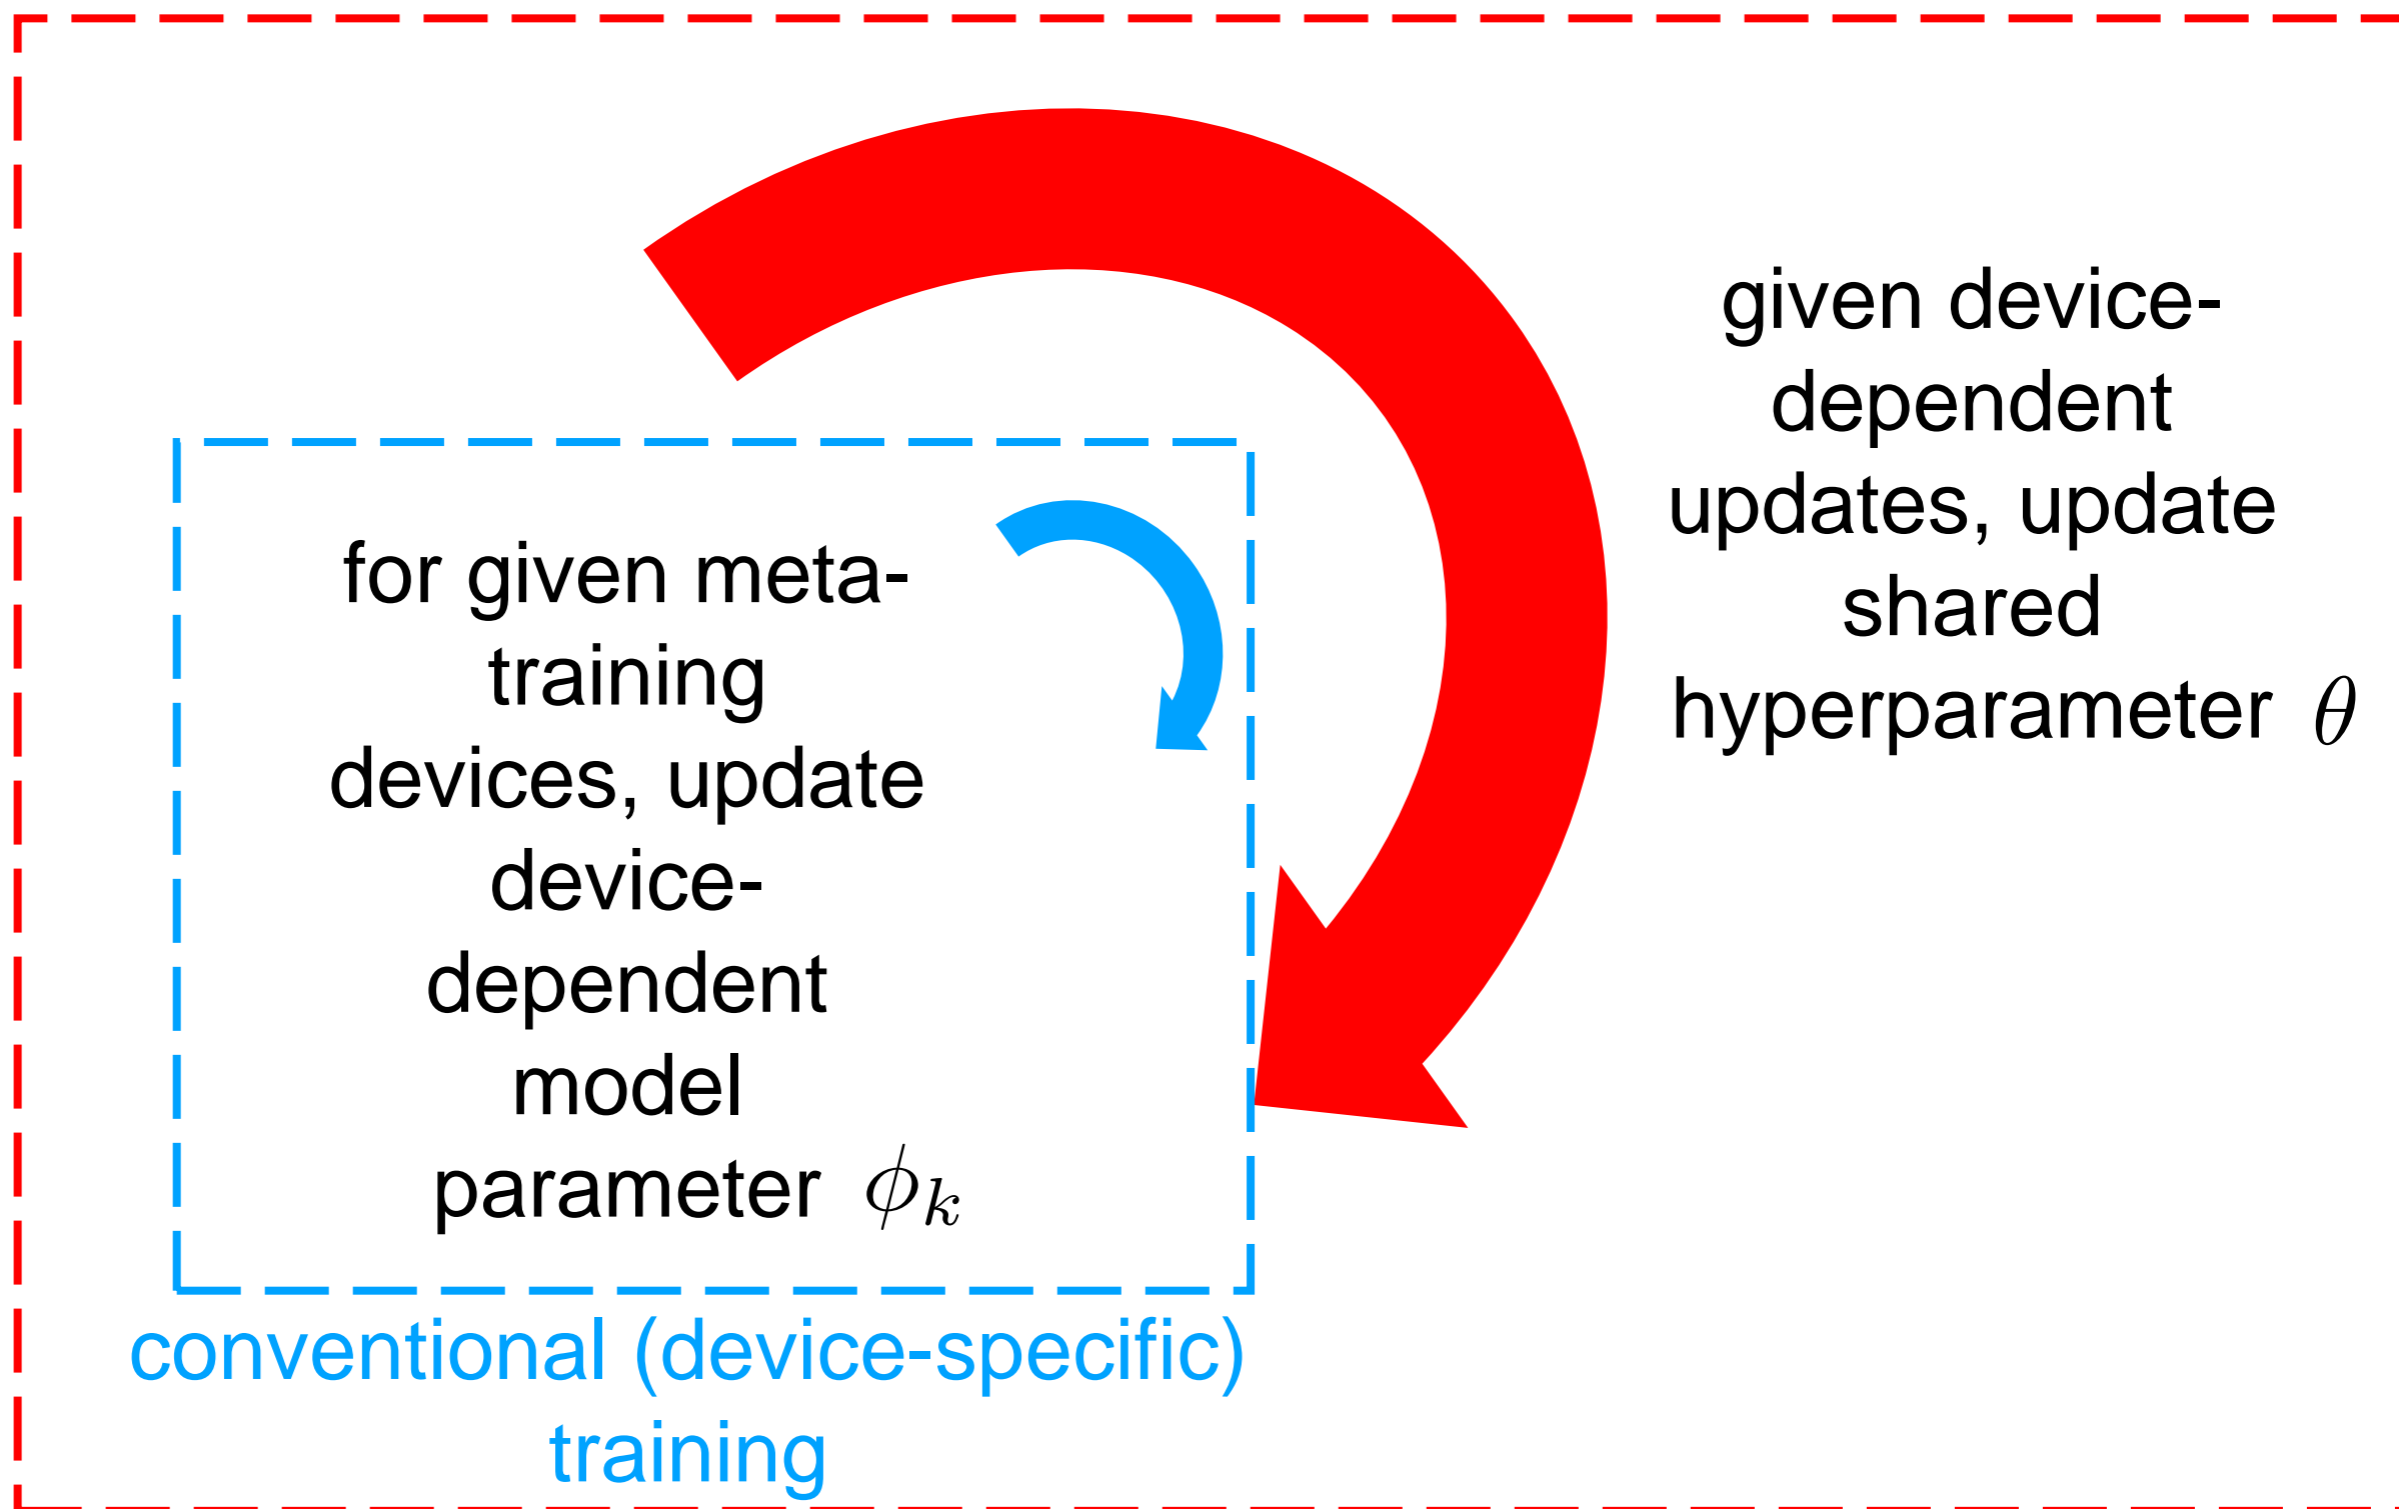 given device-
dependent
updates, update
shared
hyperparameter θ
for given meta-
training
devices, update
device-
dependent
model
parameter ϕₖ
conventional (device-specific)
training